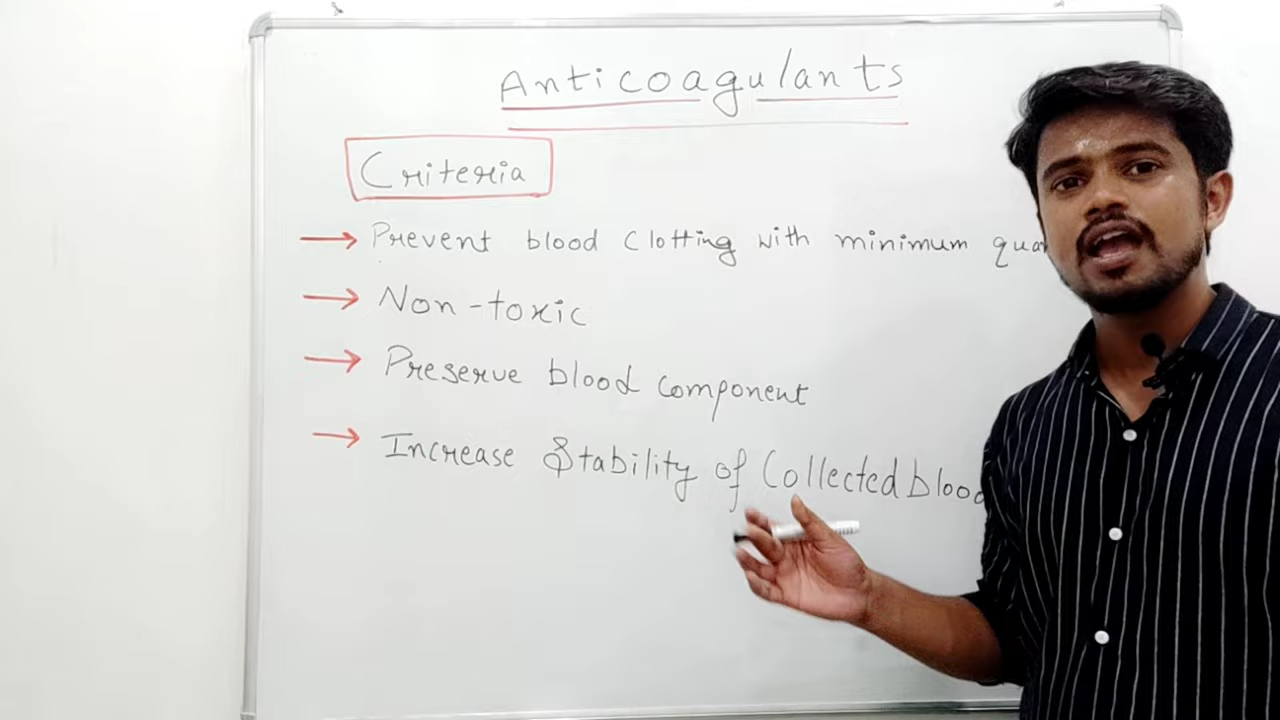 Anticoagulants
Criteria
→ Prevent blood clotting with minimum
→ Non-toxic
→ Preserve blood component
→ Increase Stability of Collected blood